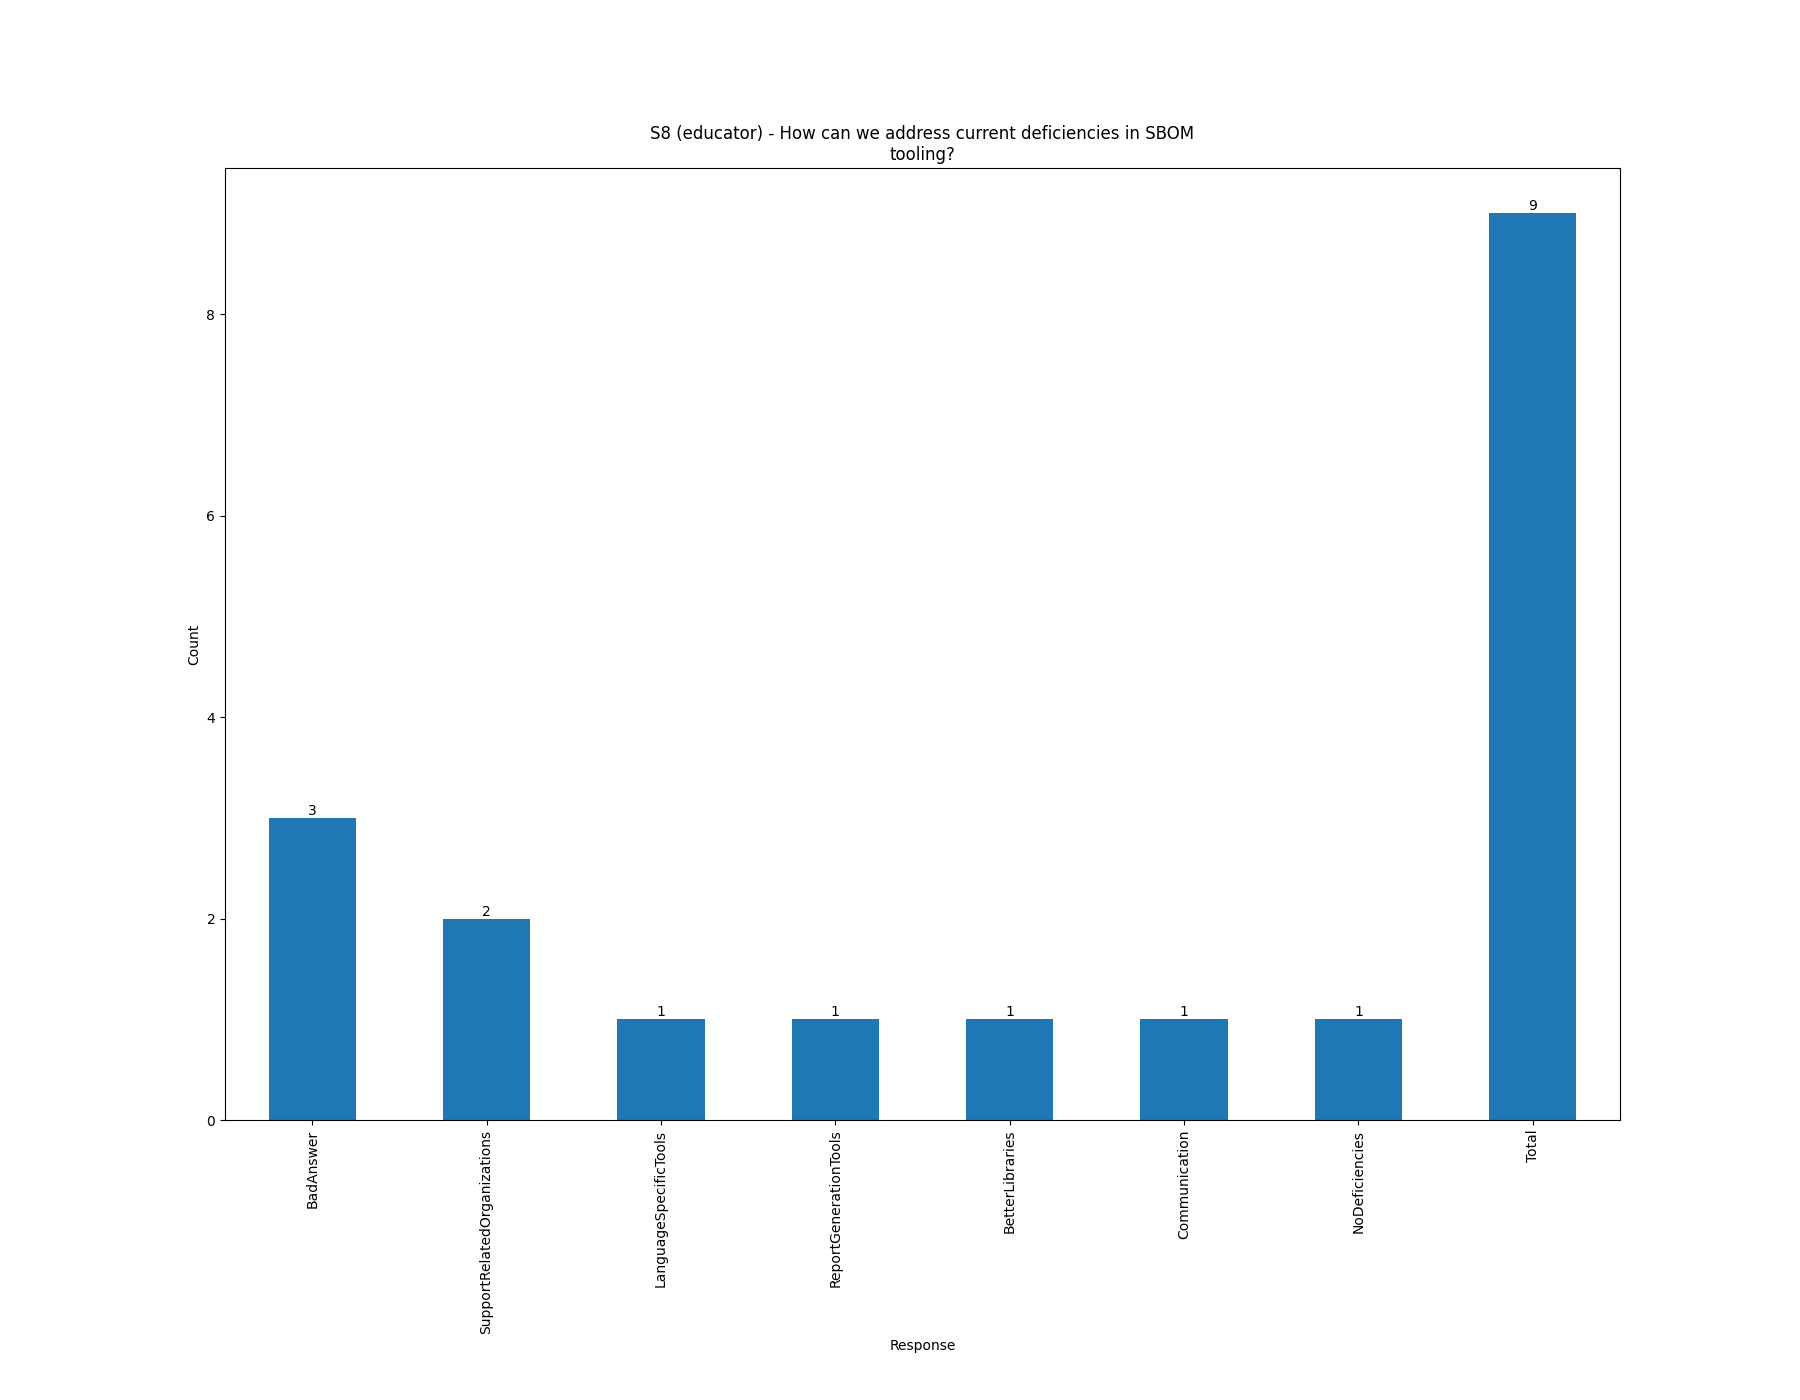 S8 (educator) - How can we address current deficiencies in SBOM
tooling?
Count
8
6
4
2
0
3
2
1
1
1
1
1
9
BadAnswer
SupportRelatedOrganizations
LanguageSpecificTools
ReportGenerationTools
BetterLibraries
Communication
NoDeficiencies
Total
Response